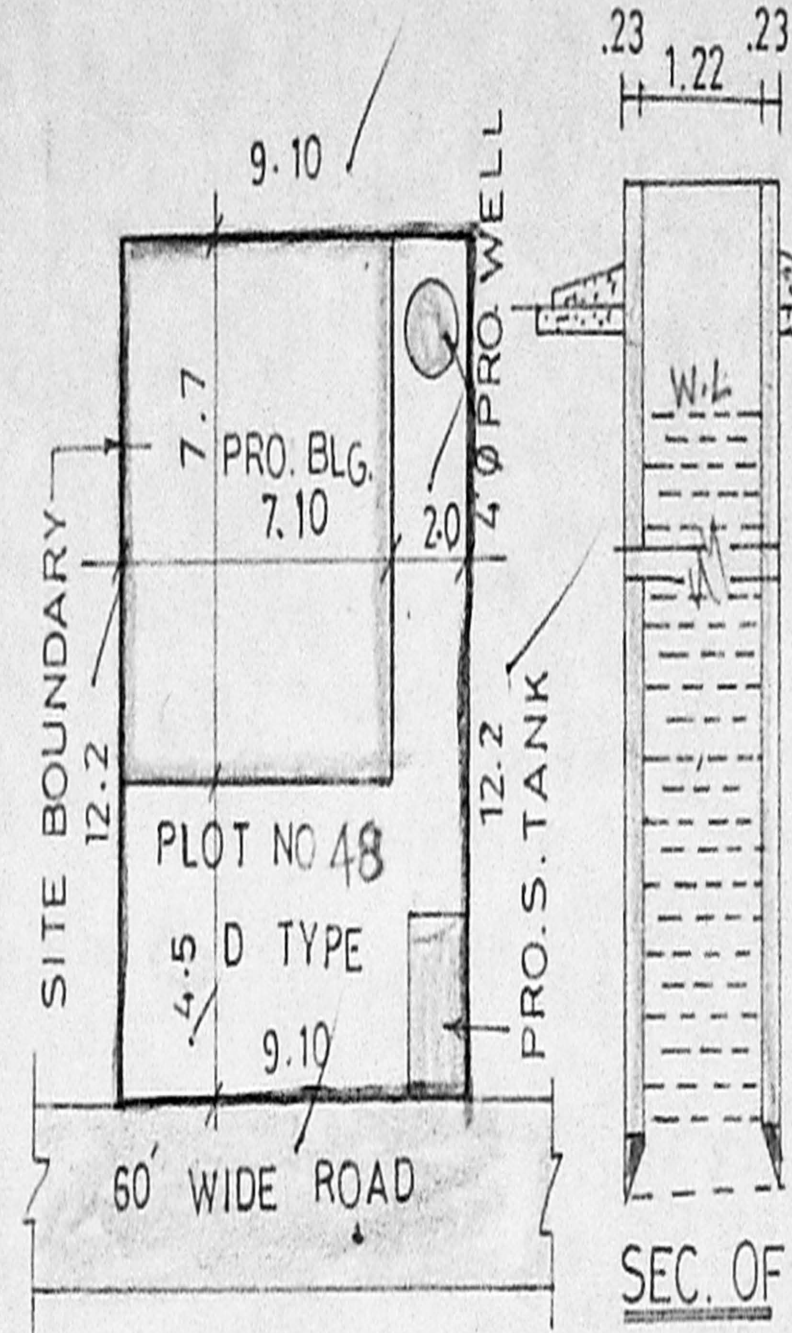 9.10
SITE BOUNDARY
12.2
7.7
PRO. BLG.
7.10
2.0
4'Ø PRO. WELL
12.2
PRO. S. TANK
PLOT NO 48
D TYPE
4.5
9.10
60' WIDE ROAD
.23
1.22
.23
W.L
SEC. OF